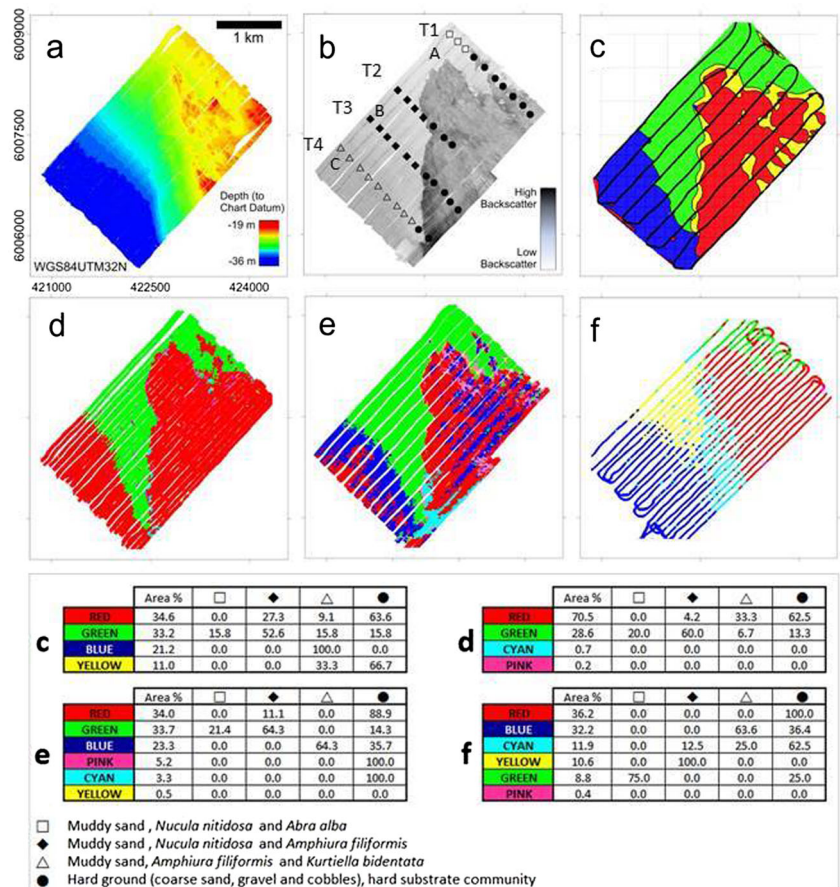 a
1 km
6009000
6007500
6006000
Depth (to
Chart Datum)
-19 m
-36 m
WGS84UTM32N
421000 422500 424000
b
T1
A
T2
T3
B
T4
C
High
Backscatter
Low
Backscatter
c
d
e
f
c
Area % □ ◆ △ ●
RED 34.6 0.0 27.3 9.1 63.6
GREEN 33.2 15.8 52.6 15.8 15.8
BLUE 21.2 0.0 0.0 100.0 0.0
YELLOW 11.0 0.0 0.0 33.3 66.7
d
Area % □ ◆ △ ●
RED 70.5 0.0 4.2 33.3 62.5
GREEN 28.6 20.0 60.0 6.7 13.3
CYAN 0.7 0.0 0.0 0.0 0.0
PINK 0.2 0.0 0.0 0.0 0.0
e
Area % □ ◆ △ ●
RED 34.0 0.0 11.1 0.0 88.9
GREEN 33.7 21.4 64.3 0.0 14.3
BLUE 23.3 0.0 0.0 64.3 35.7
PINK 5.2 0.0 0.0 0.0 100.0
CYAN 3.3 0.0 0.0 0.0 100.0
YELLOW 0.5 0.0 0.0 0.0 0.0
f
Area % □ ◆ △ ●
RED 36.2 0.0 0.0 0.0 100.0
BLUE 32.2 0.0 0.0 63.6 36.4
CYAN 11.9 0.0 12.5 25.0 62.5
YELLOW 10.6 0.0 100.0 0.0 0.0
GREEN 8.8 75.0 0.0 0.0 25.0
PINK 0.4 0.0 0.0 0.0 0.0
□ Muddy sand , Nucula nitidosa and Abra alba
◆ Muddy sand, Nucula nitidosa and Amphiura filiformis
△ Muddy sand, Amphiura filiformis and Kurtiella bidentata
● Hard ground (coarse sand, gravel and cobbles), hard substrate community